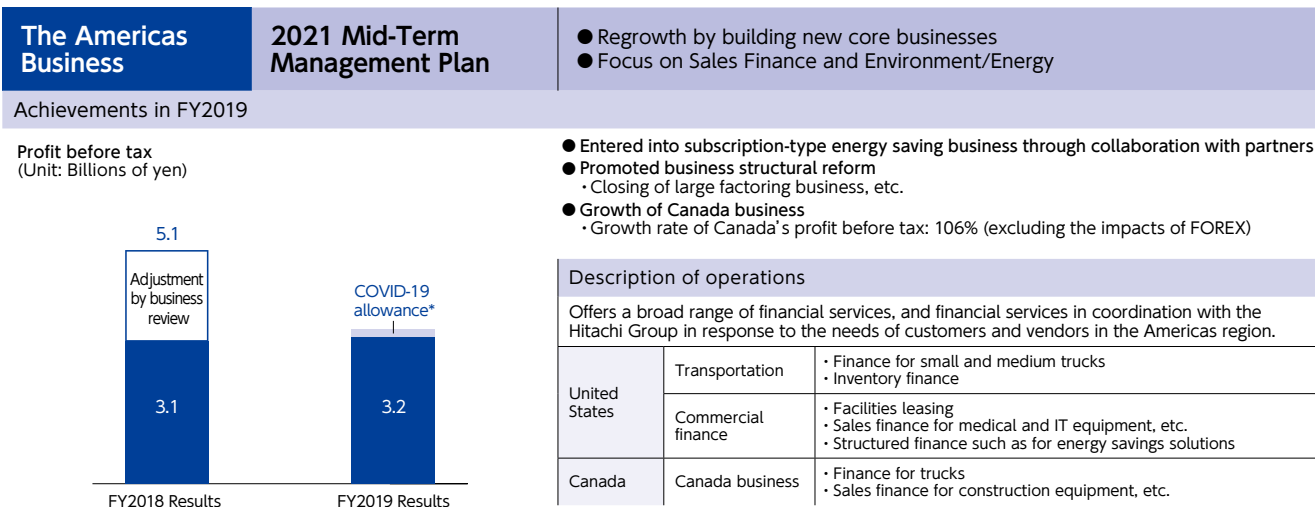 The Americas
Business
2021 Mid-Term
Management Plan
● Regrowth by building new core businesses
● Focus on Sales Finance and Environment/Energy
Achievements in FY2019
Profit before tax
(Unit: Billions of yen)
5.1
Adjustment
by business
review
3.1
FY2018 Results
COVID-19
allowance*
3.2
FY2019 Results
● Entered into subscription-type energy saving business through collaboration with partners
● Promoted business structural reform
・Closing of large factoring business, etc.
● Growth of Canada business
・Growth rate of Canada's profit before tax: 106% (excluding the impacts of FOREX)
Description of operations
Offers a broad range of financial services, and financial services in coordination with the
Hitachi Group in response to the needs of customers and vendors in the Americas region.
United
States
Transportation
・Finance for small and medium trucks
・Inventory finance
Commercial
finance
・Facilities leasing
・Sales finance for medical and IT equipment, etc.
・Structured finance such as for energy savings solutions
Canada
Canada business
・Finance for trucks
・Sales finance for construction equipment, etc.